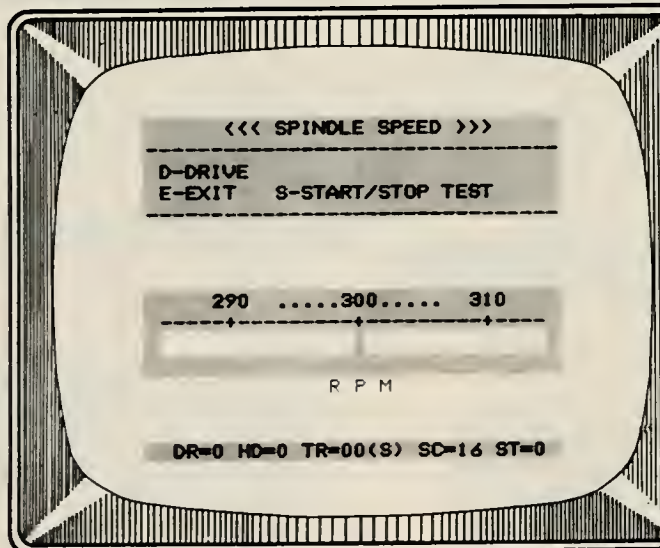 <<< SPINDLE SPEED >>>
--------------------------------
D-DRIVE
E-EXIT S-START/STOP TEST
--------------------------------
290 .....300..... 310
------+----------+----------+-----
R P M
DR=0 HD=0 TR=00(S) SC=16 ST=0